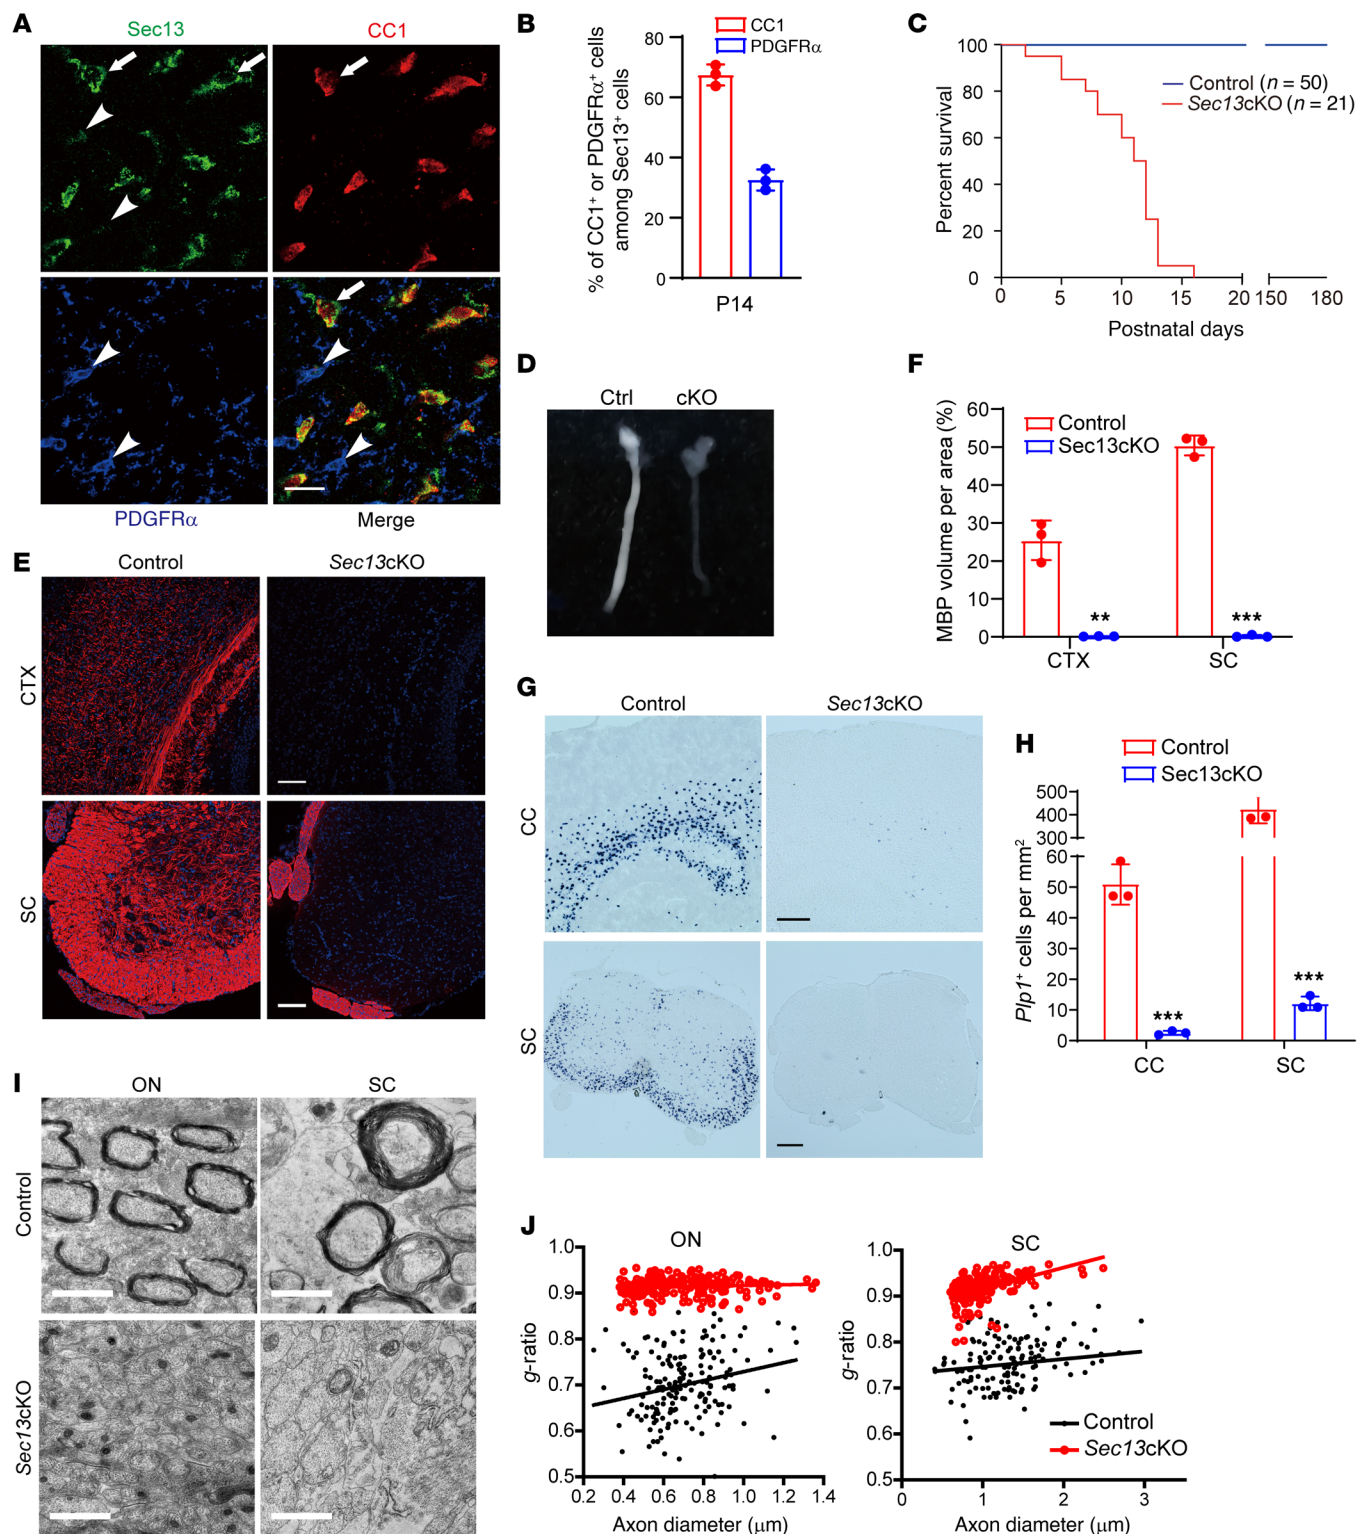 A
Sec13
CC1
PDGFRα
Merge
B
CC1
PDGFRα
% of CC1⁺ or PDGFRα⁺ cells
among Sec13⁺ cells
80
60
40
20
0
P14
C
Percent survival
100
80
60
40
20
0
Control (n = 50)
Sec13cKO (n = 21)
0 5 10 15 20 150 180
Postnatal days
D
Ctrl cKO
E
Control Sec13cKO
CTX
SC
F
MBP volume per area (%)
60
50
40
30
20
10
0
Control
Sec13cKO
** ***
CTX SC
G
Control Sec13cKO
CC
SC
H
Control
Sec13cKO
Plp1⁺ cells per mm²
500
400
300
60
50
40
30
20
10
0
*** ***
CC SC
I
ON SC
Control
Sec13cKO
J
ON
g-ratio
1.0
0.9
0.8
0.7
0.6
0.5
0.2 0.4 0.6 0.8 1.0 1.2 1.4
Axon diameter (μm)
SC
g-ratio
1.0
0.9
0.8
0.7
0.6
0.5
Control
Sec13cKO
0 1 2 3
Axon diameter (μm)